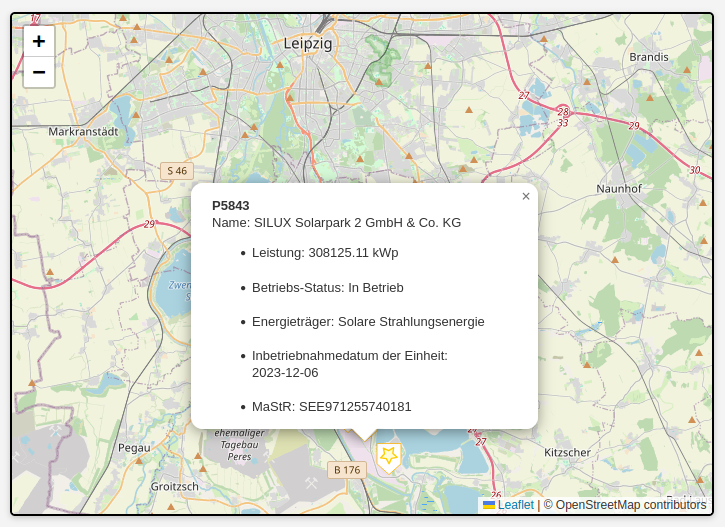 17
+
−
Leipzig
Brandis
27
28
33
29
Markranstädt
30
S 46
Naunhof
29
×
P5843
Name: SILUX Solarpark 2 GmbH & Co. KG
• Leistung: 308125.11 kWp
• Betriebs-Status: In Betrieb
• Energieträger: Solare Strahlungsenergie
• Inbetriebnahmedatum der Einheit:
2023-12-06
• MaStR: SEE971255740181
ehemaliger
Tagebau
Peres
27
27
Pegau
Kitzscher
B 176
Groitzsch
26
Leaflet | © OpenStreetMap contributors